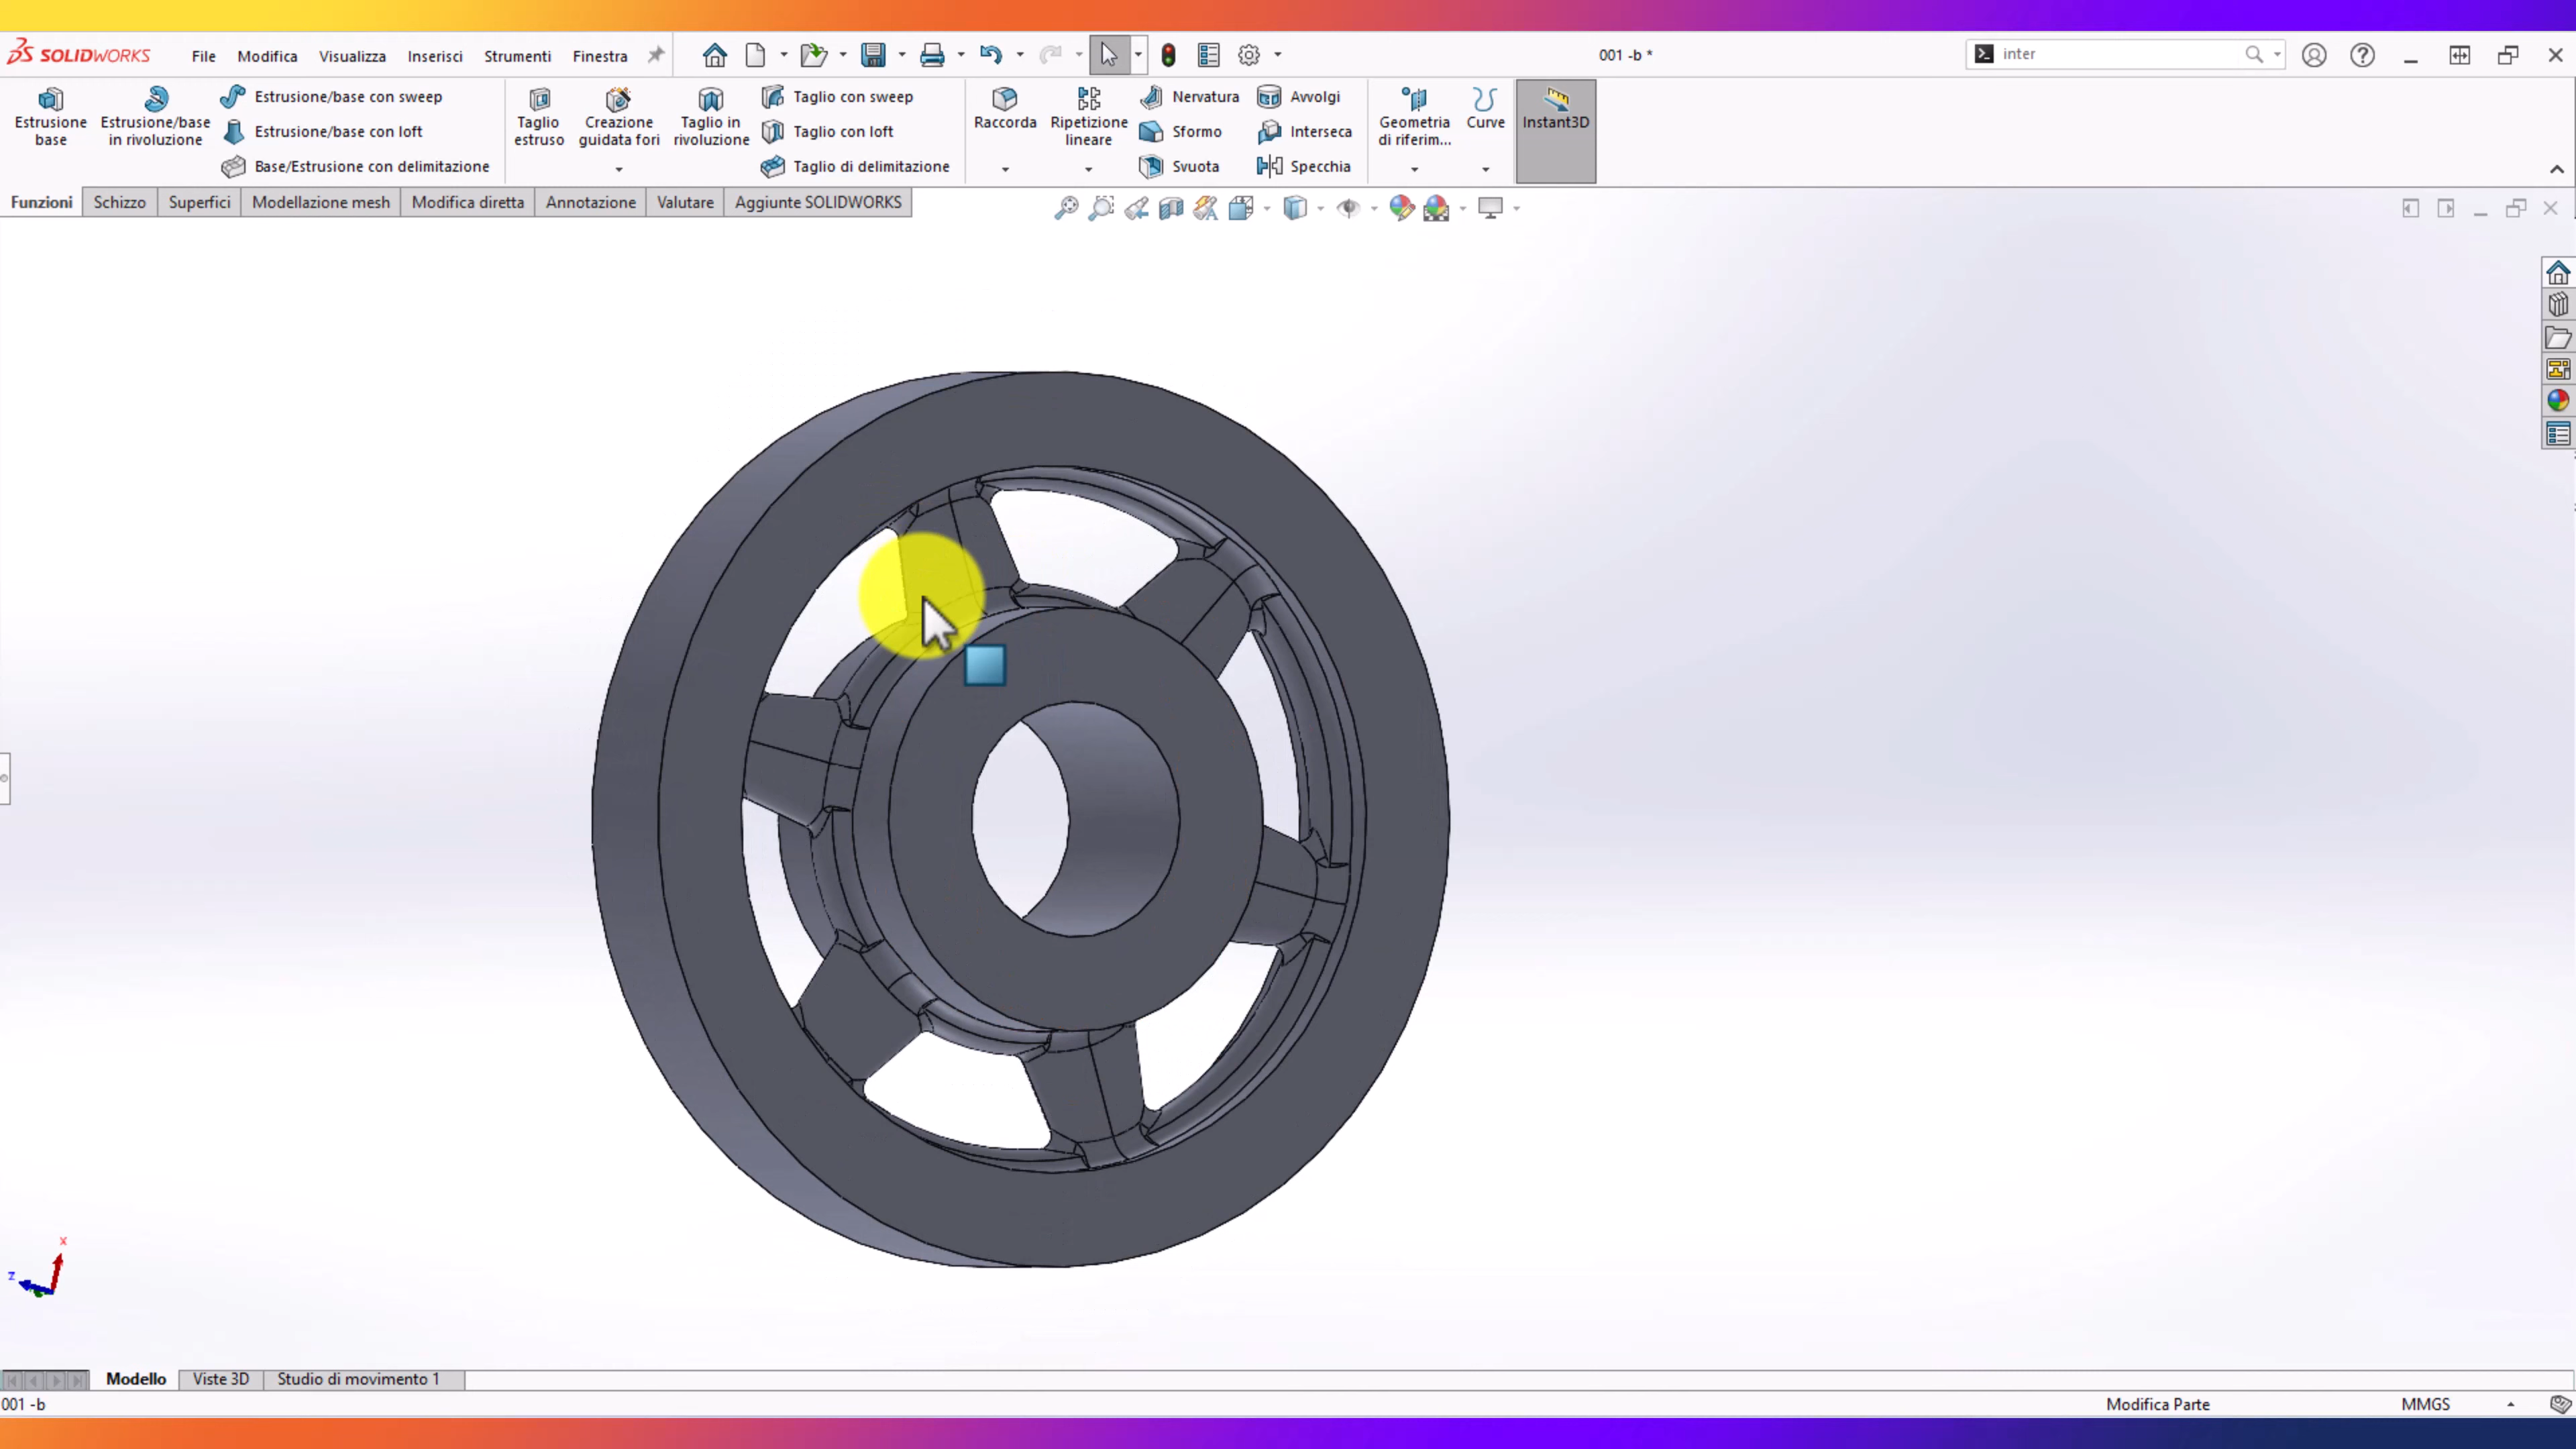 SOLIDWORKS File Modifica Visualizza Inserisci Strumenti Finestra 001 -b * inter
Estrusione base
Estrusione/base in rivoluzione
Estrusione/base con sweep
Estrusione/base con loft
Base/Estrusione con delimitazione
Taglio estruso
Creazione guidata fori
Taglio in rivoluzione
Taglio con sweep
Taglio con loft
Taglio di delimitazione
Raccorda
Ripetizione lineare
Nervatura
Sformo
Svuota
Avvolgi
Interseca
Specchia
Geometria di riferim...
Curve
Instant3D
Funzioni Schizzo Superfici Modellazione mesh Modifica diretta Annotazione Valutare Aggiunte SOLIDWORKS
x
z
Modello Viste 3D Studio di movimento 1
001 -b Modifica Parte MMGS